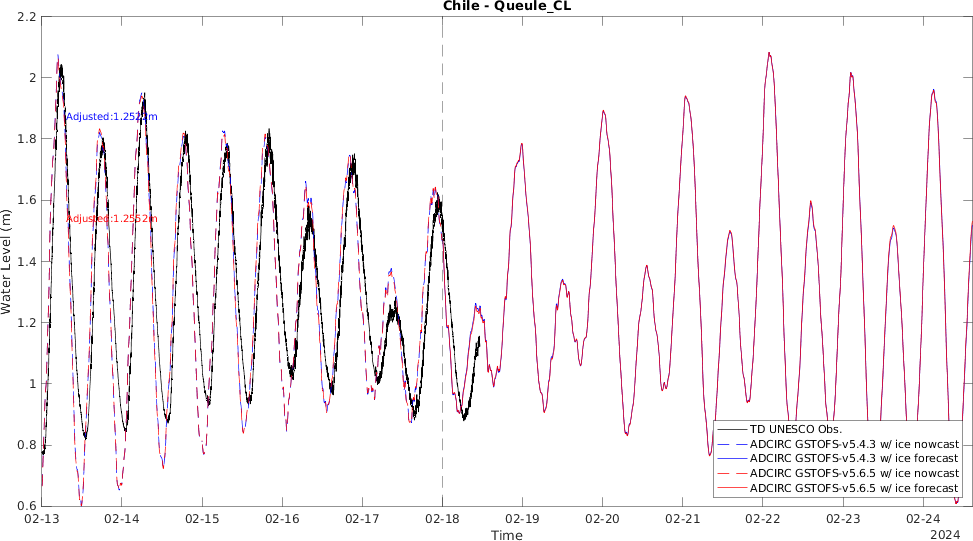 Chile - Queule_CL
Water Level (m)
2.2
2
1.8
1.6
1.4
1.2
1
0.8
0.6
Adjusted:1.2552m
TD UNESCO Obs.
ADCIRC GSTOFS-v5.4.3 w/ ice nowcast
ADCIRC GSTOFS-v5.4.3 w/ ice forecast
ADCIRC GSTOFS-v5.6.5 w/ ice nowcast
ADCIRC GSTOFS-v5.6.5 w/ ice forecast
02-13 02-14 02-15 02-16 02-17 02-18 02-19 02-20 02-21 02-22 02-23 02-24
Time
2024